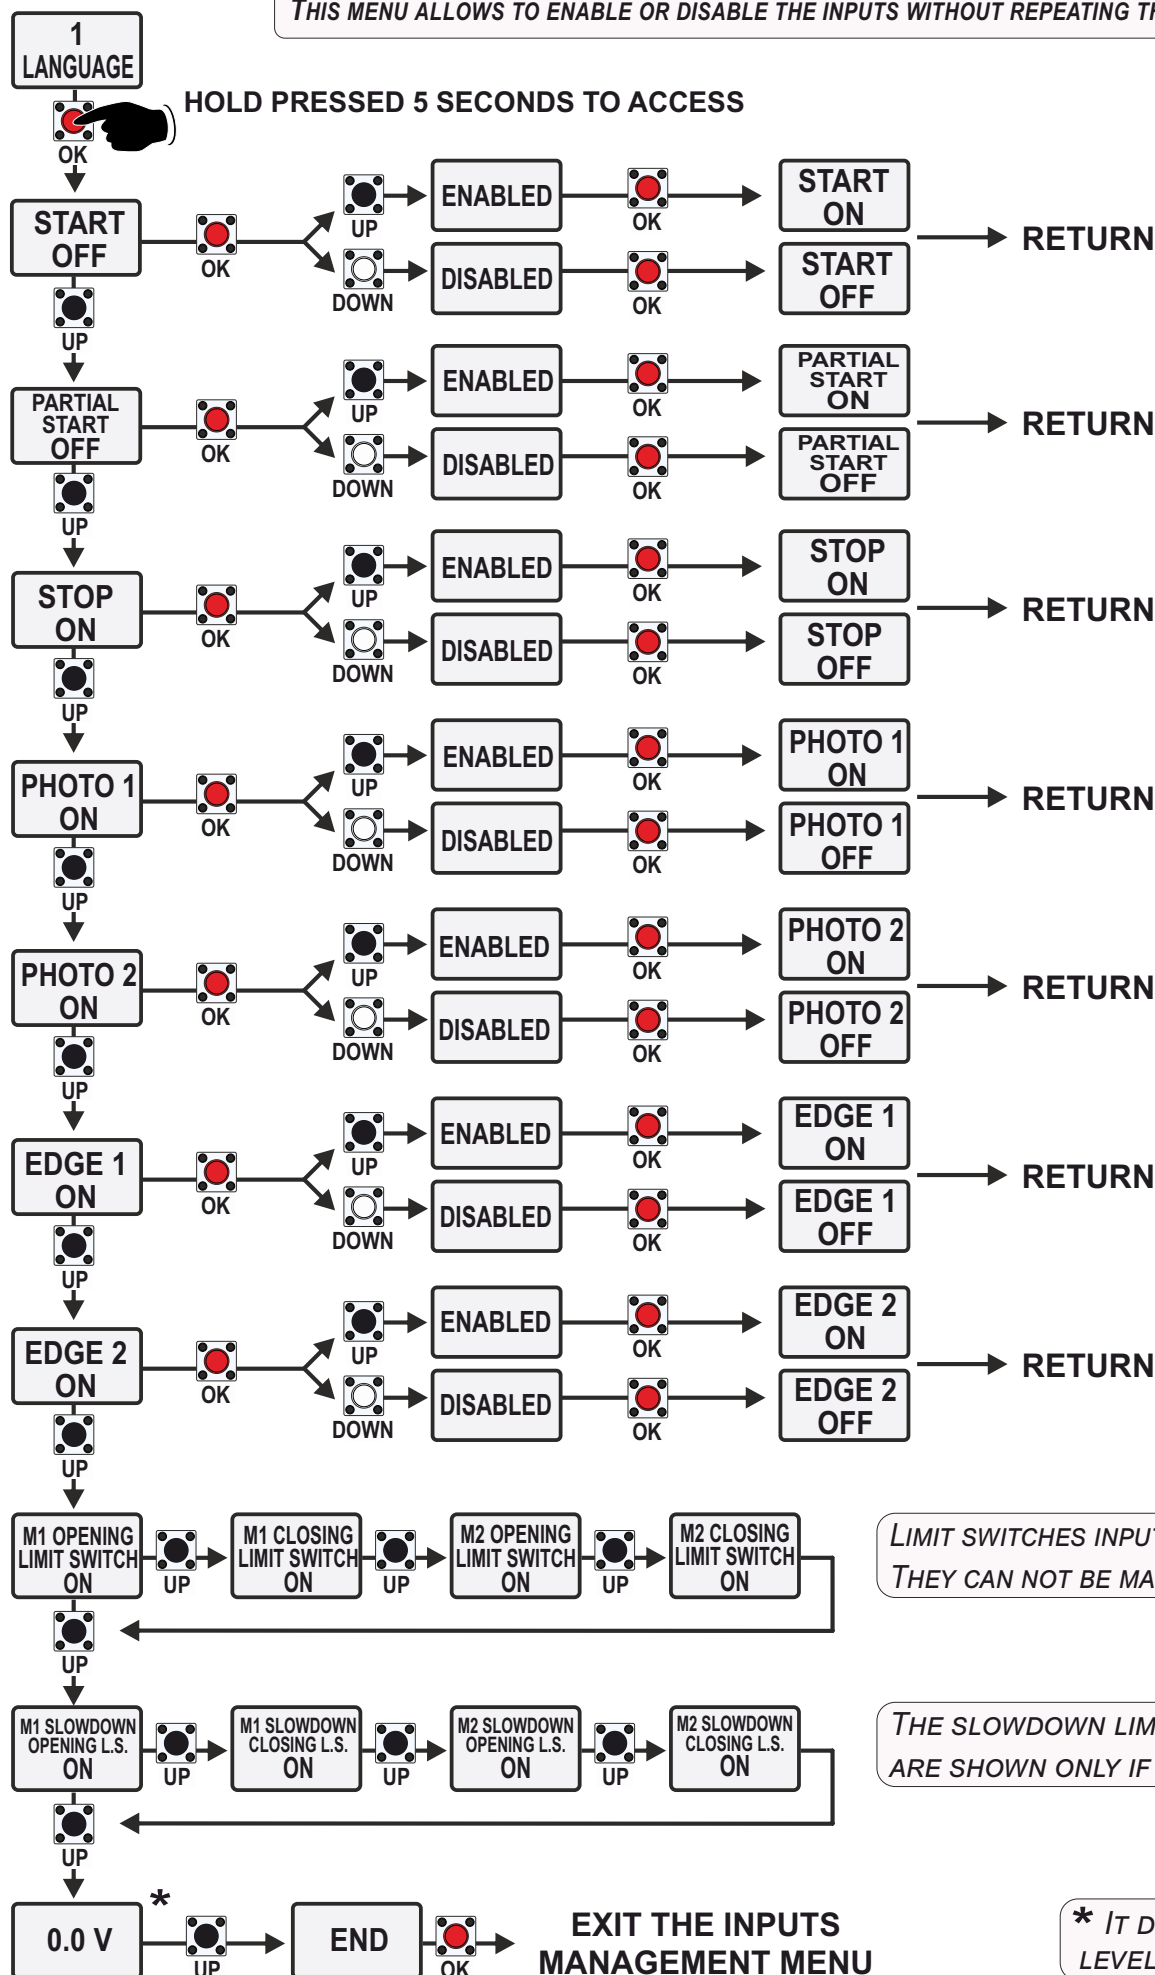 THIS MENU ALLOWS TO ENABLE OR DISABLE THE INPUTS WITHOUT REPEATING
1
LANGUAGE
HOLD PRESSED 5 SECONDS TO ACCESS
OK
START
OFF
OK
UP
ENABLED
OK
START
ON
DOWN
DISABLED
OK
START
OFF
RETURN
UP
PARTIAL
START
OFF
OK
UP
ENABLED
OK
PARTIAL
START
ON
DOWN
DISABLED
OK
PARTIAL
START
OFF
RETURN
UP
STOP
ON
OK
UP
ENABLED
OK
STOP
ON
DOWN
DISABLED
OK
STOP
OFF
RETURN
UP
PHOTO 1
ON
OK
UP
ENABLED
OK
PHOTO 1
ON
DOWN
DISABLED
OK
PHOTO 1
OFF
RETURN
UP
PHOTO 2
ON
OK
UP
ENABLED
OK
PHOTO 2
ON
DOWN
DISABLED
OK
PHOTO 2
OFF
RETURN
UP
EDGE 1
ON
OK
UP
ENABLED
OK
EDGE 1
ON
DOWN
DISABLED
OK
EDGE 1
OFF
RETURN
UP
EDGE 2
ON
OK
UP
ENABLED
OK
EDGE 2
ON
DOWN
DISABLED
OK
EDGE 2
OFF
RETURN
UP
M1 OPENING
LIMIT SWITCH
ON
UP
M1 CLOSING
LIMIT SWITCH
ON
UP
M2 OPENING
LIMIT SWITCH
ON
UP
M2 CLOSING
LIMIT SWITCH
ON
LIMIT SWITCHES
THEY CAN NOT BE
UP
M1 SLOWDOWN
OPENING L.S.
ON
UP
M1 SLOWDOWN
CLOSING L.S.
ON
UP
M2 SLOWDOWN
OPENING L.S.
ON
UP
M2 SLOWDOWN
CLOSING L.S.
ON
THE SLOWDOWN
ARE SHOWN ONLY IF
UP
0.0 V
*
UP
END
OK
EXIT THE INPUTS
MANAGEMENT MENU
* IT
LEVEL